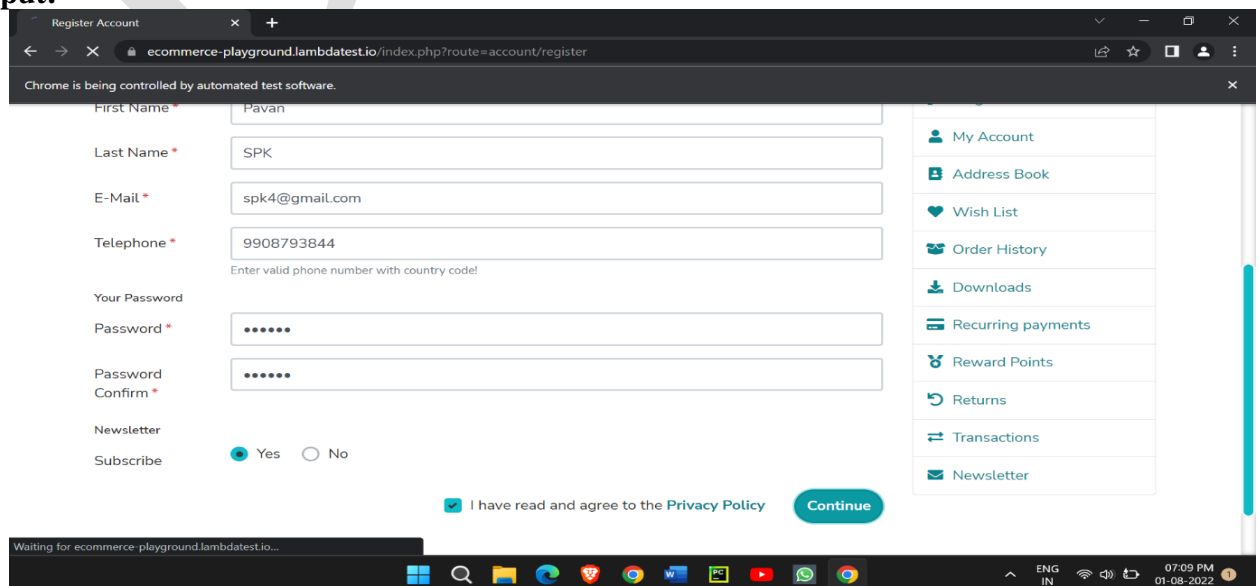 put:
Register Account
ecommerce-playground.lambdatest.io/index.php?route=account/register
Chrome is being controlled by automated test software.
First Name * Pavan
Last Name * SPK
E-Mail * spk4@gmail.com
Telephone * 9908793844
Enter valid phone number with country code!
Your Password
Password * ••••••
Password Confirm * ••••••
Newsletter
Subscribe Yes No
I have read and agree to the Privacy Policy Continue
My Account
Address Book
Wish List
Order History
Downloads
Recurring payments
Reward Points
Returns
Transactions
Newsletter
Waiting for ecommerce-playground.lambdatest.io...
ENG
IN
07:09 PM
01-08-2022
1